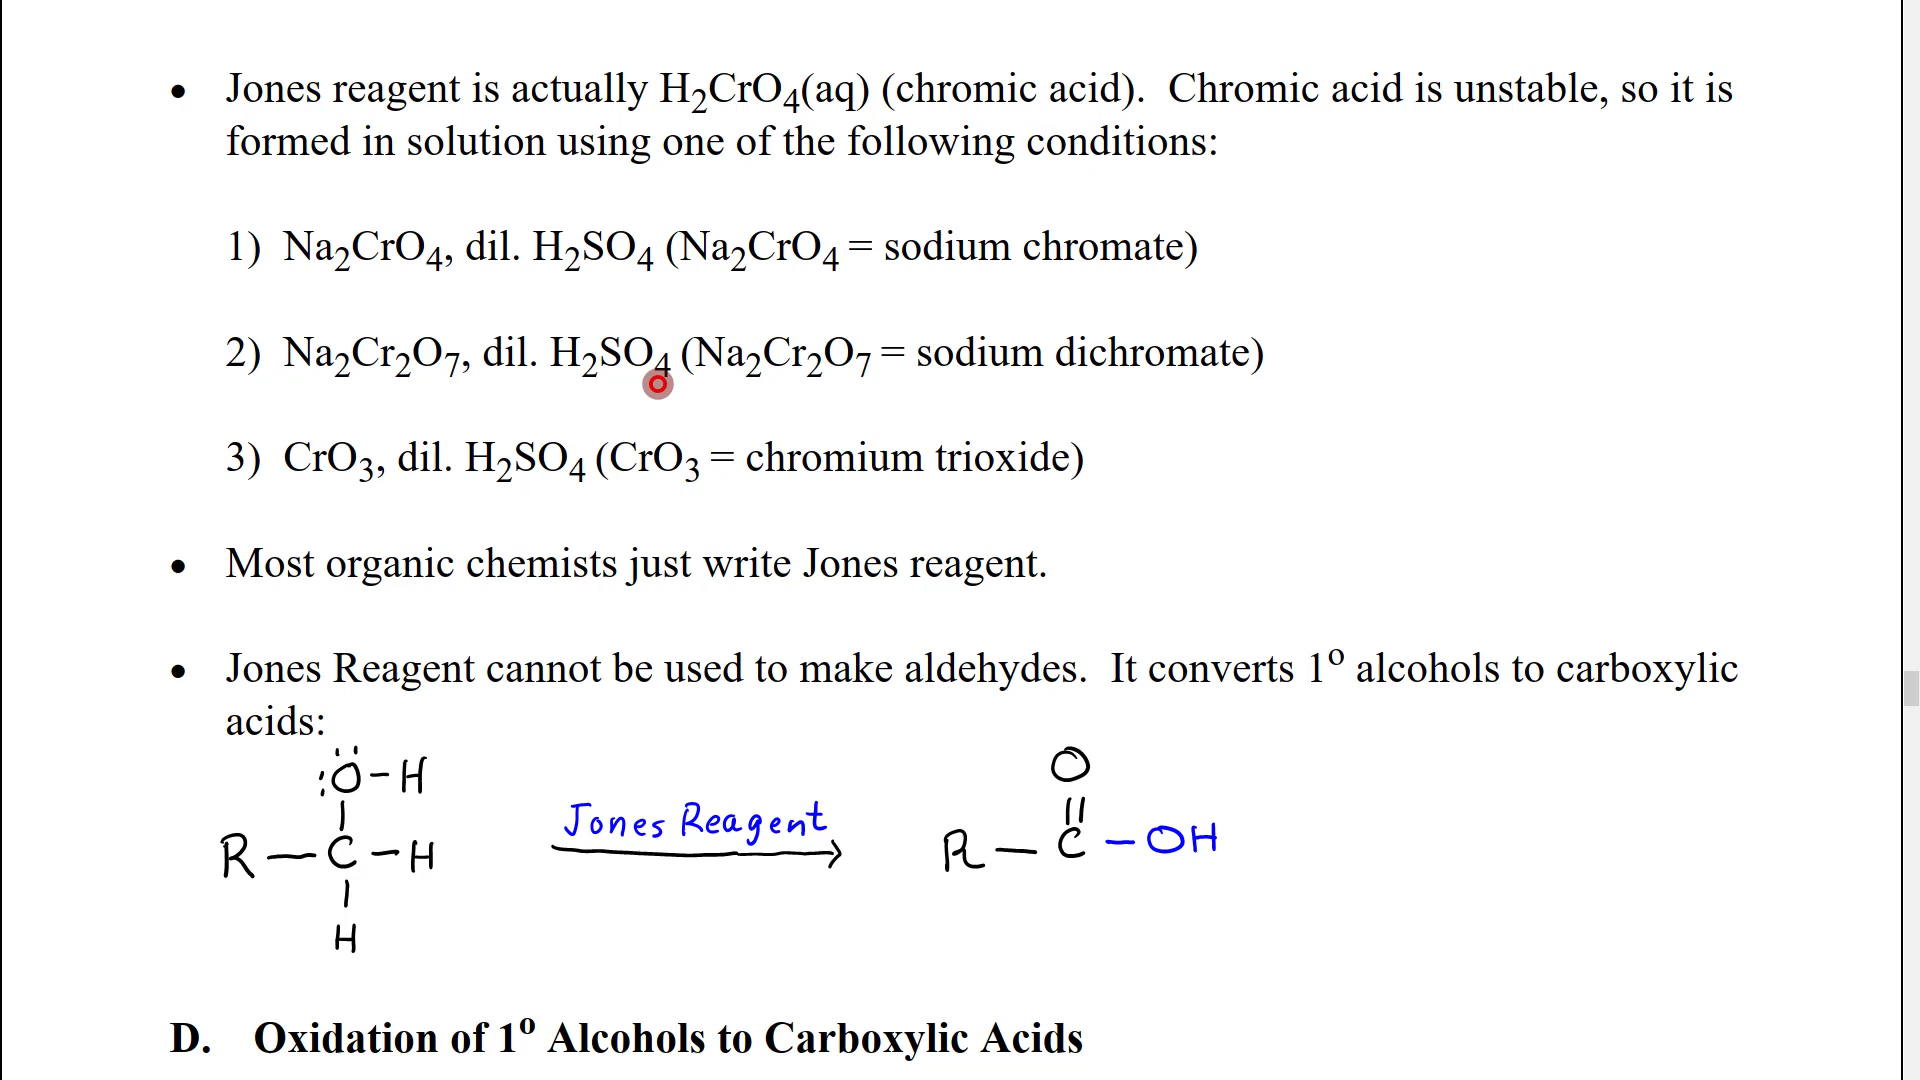 • Jones reagent is actually H₂CrO₄(aq) (chromic acid).  Chromic acid is unstable, so it is
formed in solution using one of the following conditions:
1)  Na₂CrO₄, dil. H₂SO₄ (Na₂CrO₄ = sodium chromate)
2)  Na₂Cr₂O₇, dil. H₂SO₄ (Na₂Cr₂O₇ = sodium dichromate)
3)  CrO₃, dil. H₂SO₄ (CrO₃ = chromium trioxide)
• Most organic chemists just write Jones reagent.
• Jones Reagent cannot be used to make aldehydes.  It converts 1º alcohols to carboxylic
acids:
:Ö–H
R–C–H
H
Jones Reagent
O
R–C–OH
D. Oxidation of 1º Alcohols to Carboxylic Acids